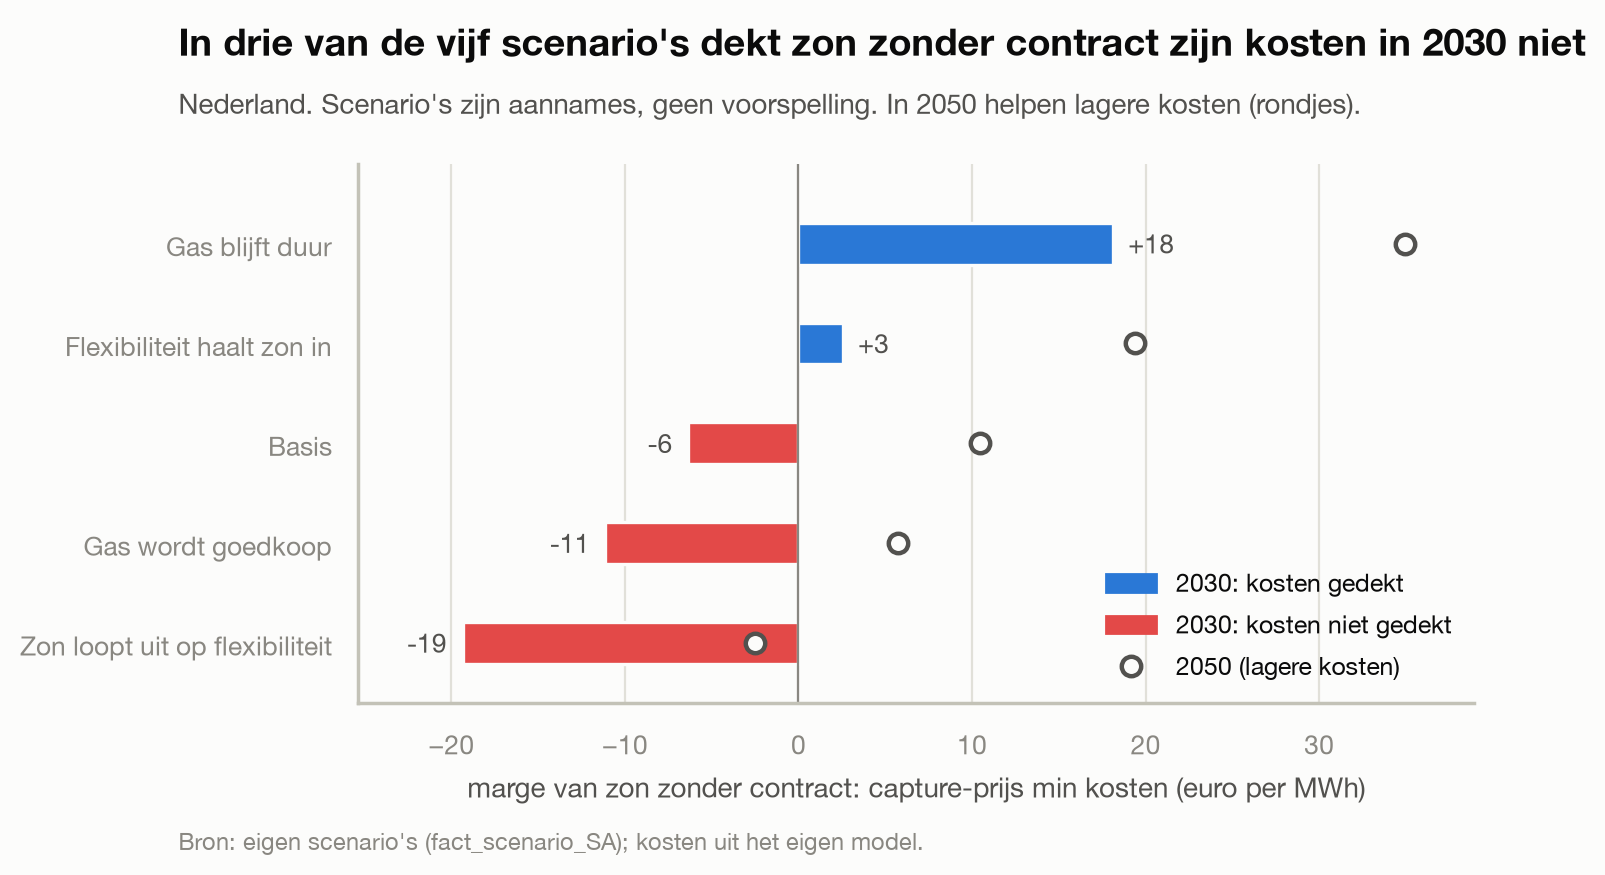 In drie van de vijf scenario's dekt zon zonder contract zijn kosten in 2030 niet
Nederland. Scenario's zijn aannames, geen voorspelling. In 2050 helpen lagere kosten (rondjes).
Gas blijft duur
+18
Flexibiliteit haalt zon in
+3
Basis
-6
Gas wordt goedkoop
-11
Zon loopt uit op flexibiliteit
-19
2030: kosten gedekt
2030: kosten niet gedekt
2050 (lagere kosten)
−20 −10 0 10 20 30
marge van zon zonder contract: capture-prijs min kosten (euro per MWh)
Bron: eigen scenario's (fact_scenario_SA); kosten uit het eigen model.